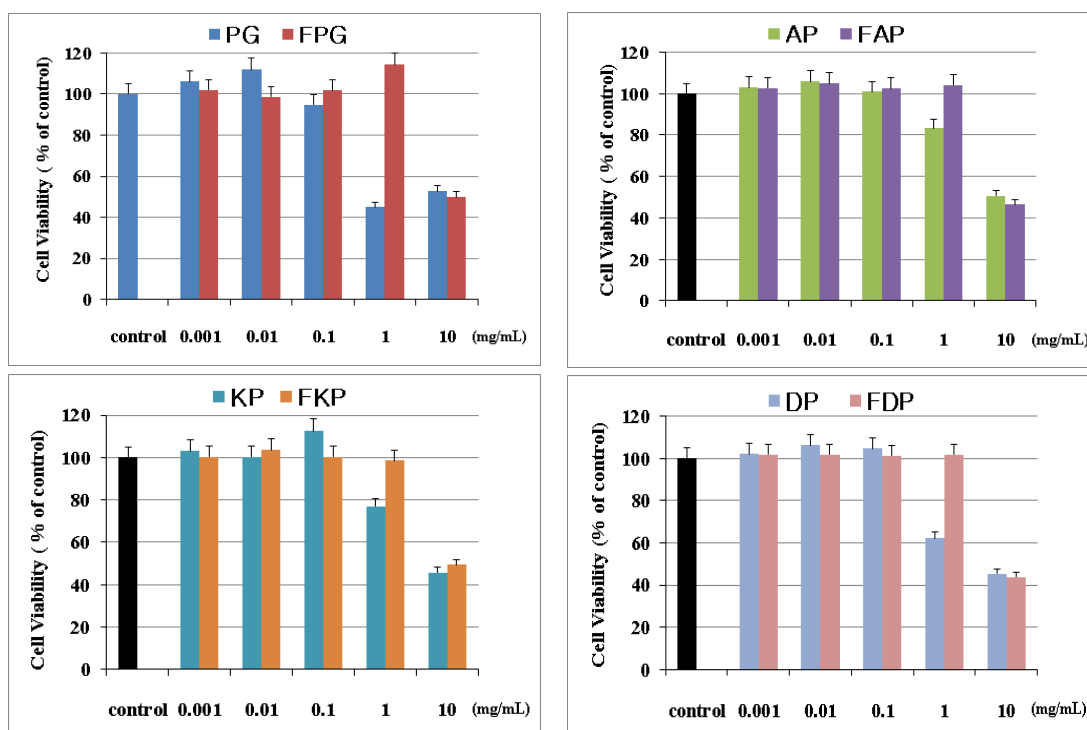 PG FPG
Cell Viability ( % of control)
120
100
80
60
40
20
0
control 0.001 0.01 0.1 1 10 (mg/mL)
AP FAP
Cell Viability ( % of control)
120
100
80
60
40
20
0
control 0.001 0.01 0.1 1 10 (mg/mL)
KP FKP
Cell Viability ( % of control)
120
100
80
60
40
20
0
control 0.001 0.01 0.1 1 10 (mg/mL)
DP FDP
Cell Viability (% of control)
120
100
80
60
40
20
0
control 0.001 0.01 0.1 1 10 (mg/mL)